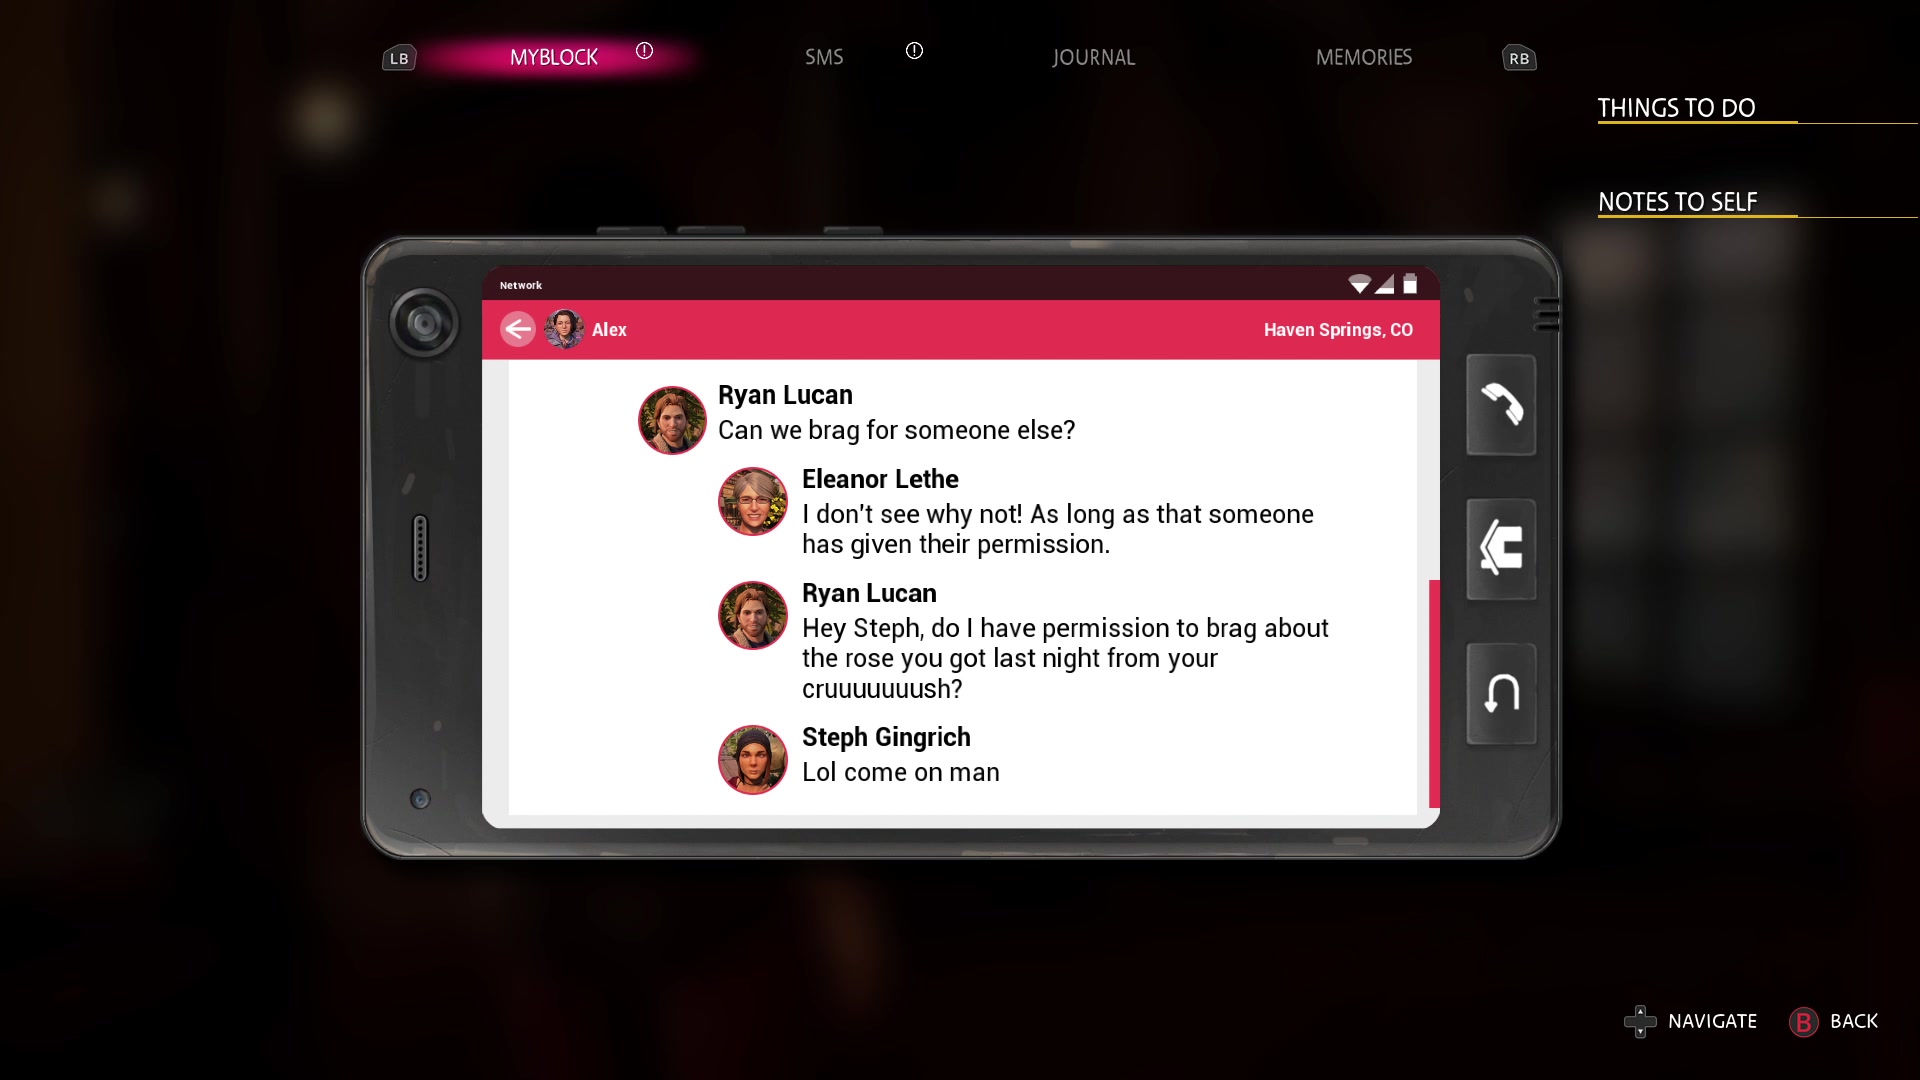 LB MYBLOCK SMS JOURNAL MEMORIES RB
THINGS TO DO
NOTES TO SELF
Network
Alex
Haven Springs, CO
Ryan Lucan
Can we brag for someone else?
Eleanor Lethe
I don't see why not! As long as that someone
has given their permission.
Ryan Lucan
Hey Steph, do I have permission to brag about
the rose you got last night from your
cruuuuuuush?
Steph Gingrich
Lol come on man
NAVIGATE B BACK